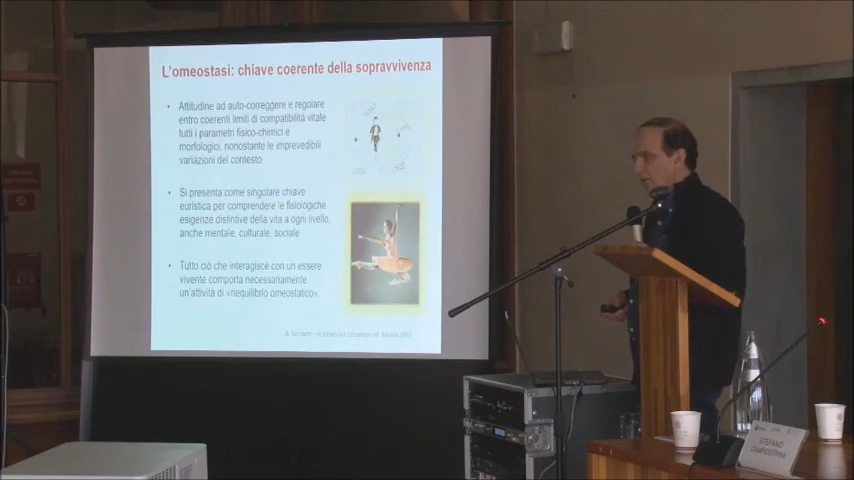 L'omeostasi: chiave coerente della sopravvivenza
• Attitudine ad auto-correggere e regolare
entro coerenti limiti di compatibilità vitale
tutti i parametri fisico-chimici e
morfologici, nonostante le imprevedibili
variazioni del contesto
• Si presenta come singolare chiave
euristica per comprendere le fisiologiche
esigenze distintive della vita a ogni livello,
anche mentale, culturale, sociale.
• Tutto ciò che interagisce con un essere
vivente comporta necessariamente
un'attività di «riequilibrio omeostatico».
STEFANO
CAMPOSTRINI